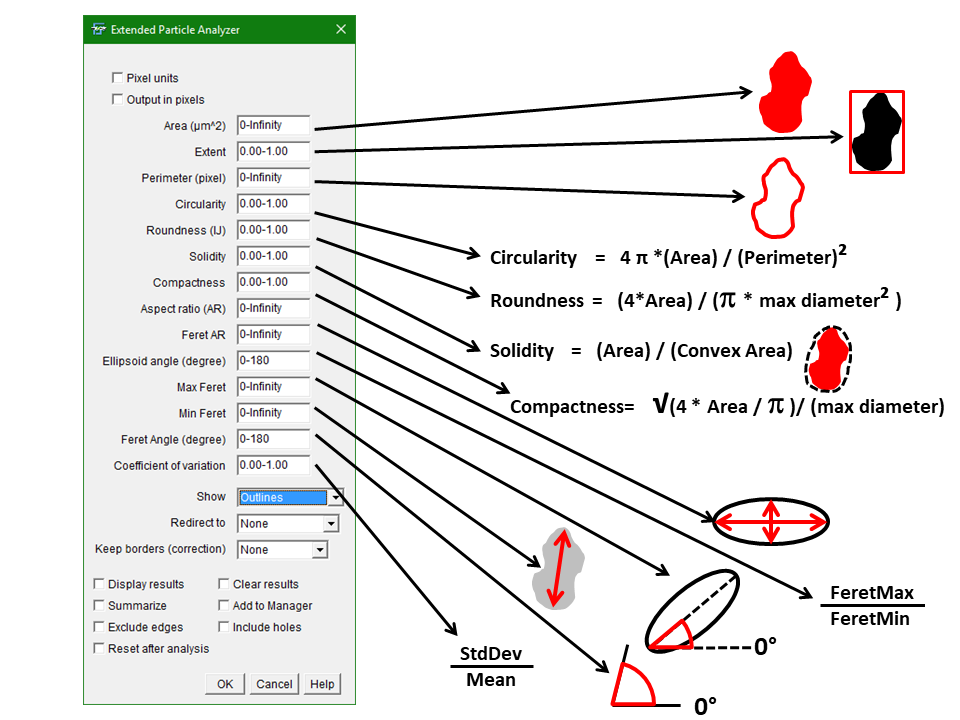 Extended Particle Analyzer
Pixel units
Output in pixels
Area (µm^2) 0-Infinity
Extent 0.00-1.00
Perimeter (pixel) 0-Infinity
Circularity 0.00-1.00
Roundness (IJ) 0.00-1.00
Solidity 0.00-1.00
Compactness 0.00-1.00
Aspect ratio (AR) 0-Infinity
Feret AR 0-Infinity
Ellipsoid angle (degree) 0-180
Max Feret 0-Infinity
Min Feret 0-Infinity
Feret Angle (degree) 0-180
Coefficient of variation 0.00-1.00
Show Outlines
Redirect to None
Keep borders (correction) None
Display results Clear results
Summarize Add to Manager
Exclude edges Include holes
Reset after analysis
OK Cancel Help
Circularity = 4 π *(Area) / (Perimeter)²
Roundness = (4*Area) / (π * max diameter² )
Solidity = (Area) / (Convex Area)
Compactness= √(4 * Area / π )/ (max diameter)
FeretMax
FeretMin
0°
StdDev
Mean
0°